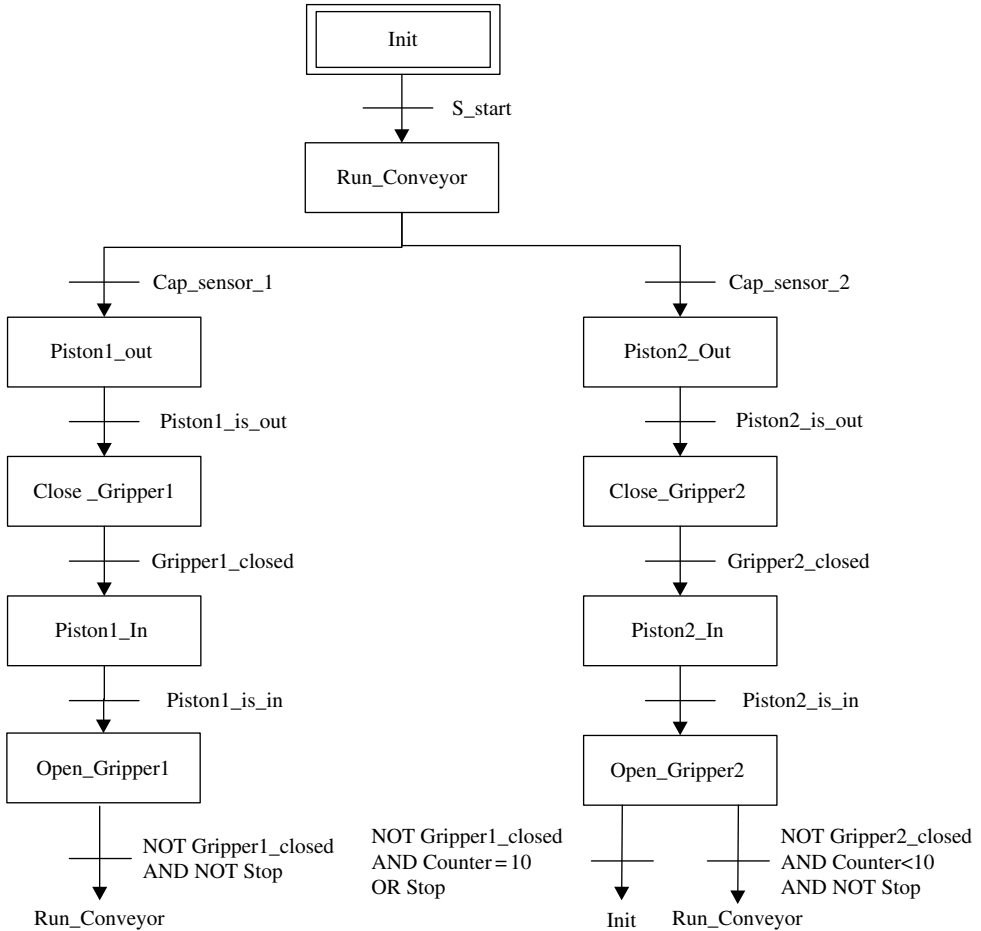 Init
S_start
Run_Conveyor
Cap_sensor_1
Cap_sensor_2
Piston1_out
Piston2_Out
Piston1_is_out
Piston2_is_out
Close _Gripper1
Close_Gripper2
Gripper1_closed
Gripper2_closed
Piston1_In
Piston2_In
Piston1_is_in
Piston2_is_in
Open_Gripper1
Open_Gripper2
NOT Gripper1_closed
AND NOT Stop
NOT Gripper1_closed
AND Counter = 10
OR Stop
NOT Gripper2_closed
AND Counter<10
AND NOT Stop
Run_Conveyor
Init
Run_Conveyor